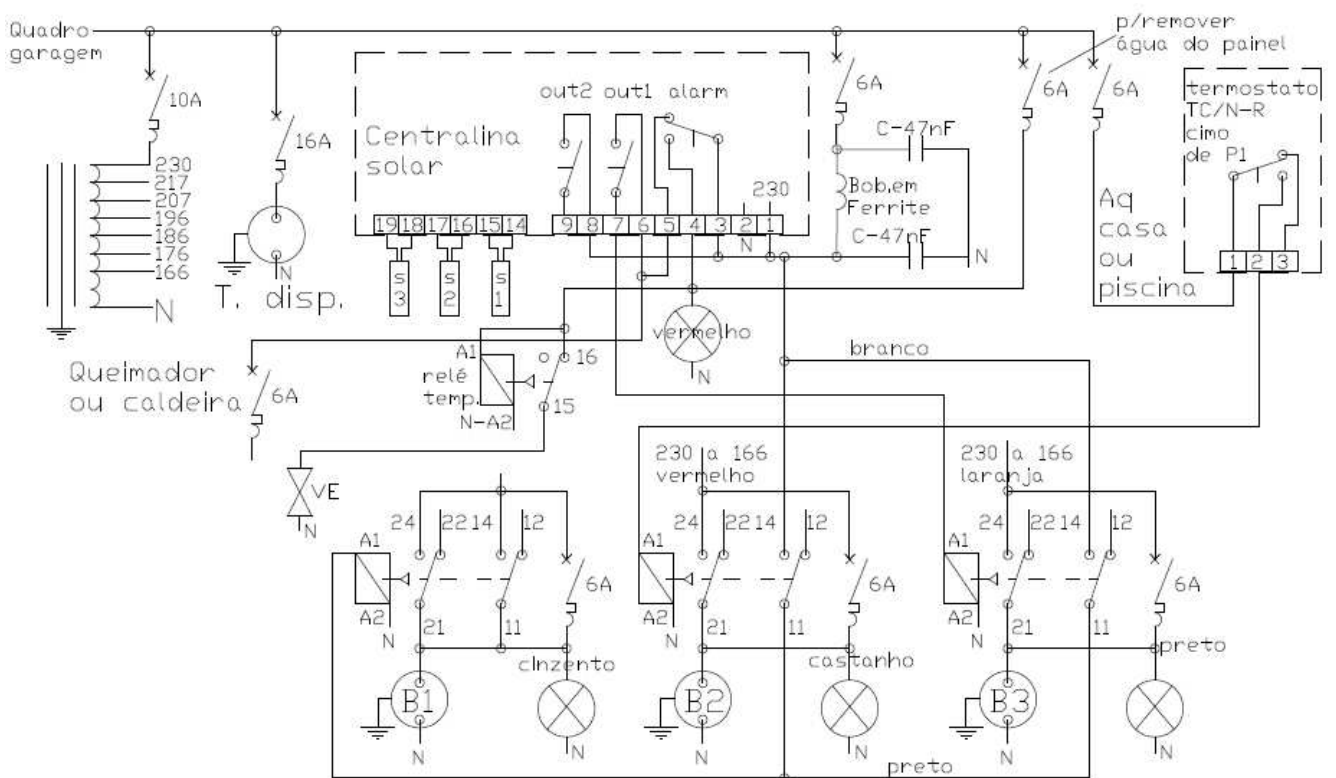 Quadro
garagem
10A
16A
230
217
207
196
186
176
166
N
N
T. disp.
Centralina
solar
out2 out1 alarm
230
19 18 17 16 15 14
9 8 7 6 5 4 3 2 1
N
s3
s2
s1
6A
C-47nF
Bob.em
Ferrite
C-47nF
N
6A
p/remover
água do painel
6A
Aq
casa
ou
piscina
termostato
TC/N-R
cimo
de P1
1 2 3
vermelho
N
branco
Queimador
ou caldeira
6A
A1
relé
temp.
N-A2
16
15
VE
N
24 22 14 12
A1
A2
N
21
11
6A
cInzento
B1
N
N
230 a 166
vermelho
24 22 14 12
A1
A2
N
21
11
6A
castanho
B2
N
N
230 a 166
laranja
24 22 14 12
A1
A2
N
21
11
6A
preto
B3
N
N
preto